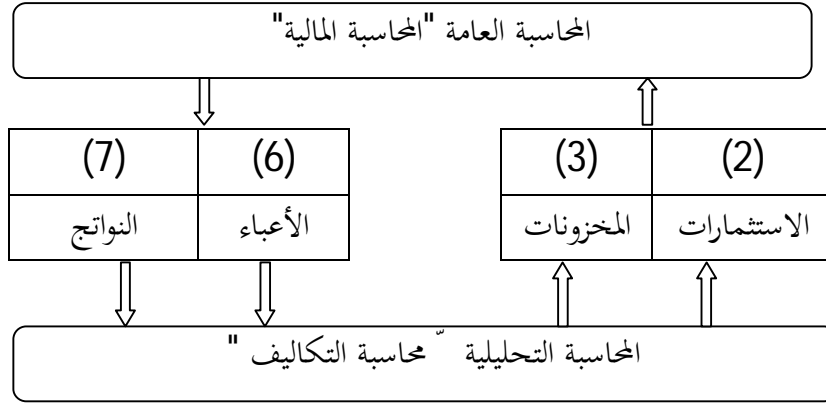 المحاسبة العامة "المحاسبة المالية"
(2) (3) (6) (7)
الاستثمارات المخزونات الأعباء النواتج
المحاسبة التحليلية ّ محاسبة التكاليف "